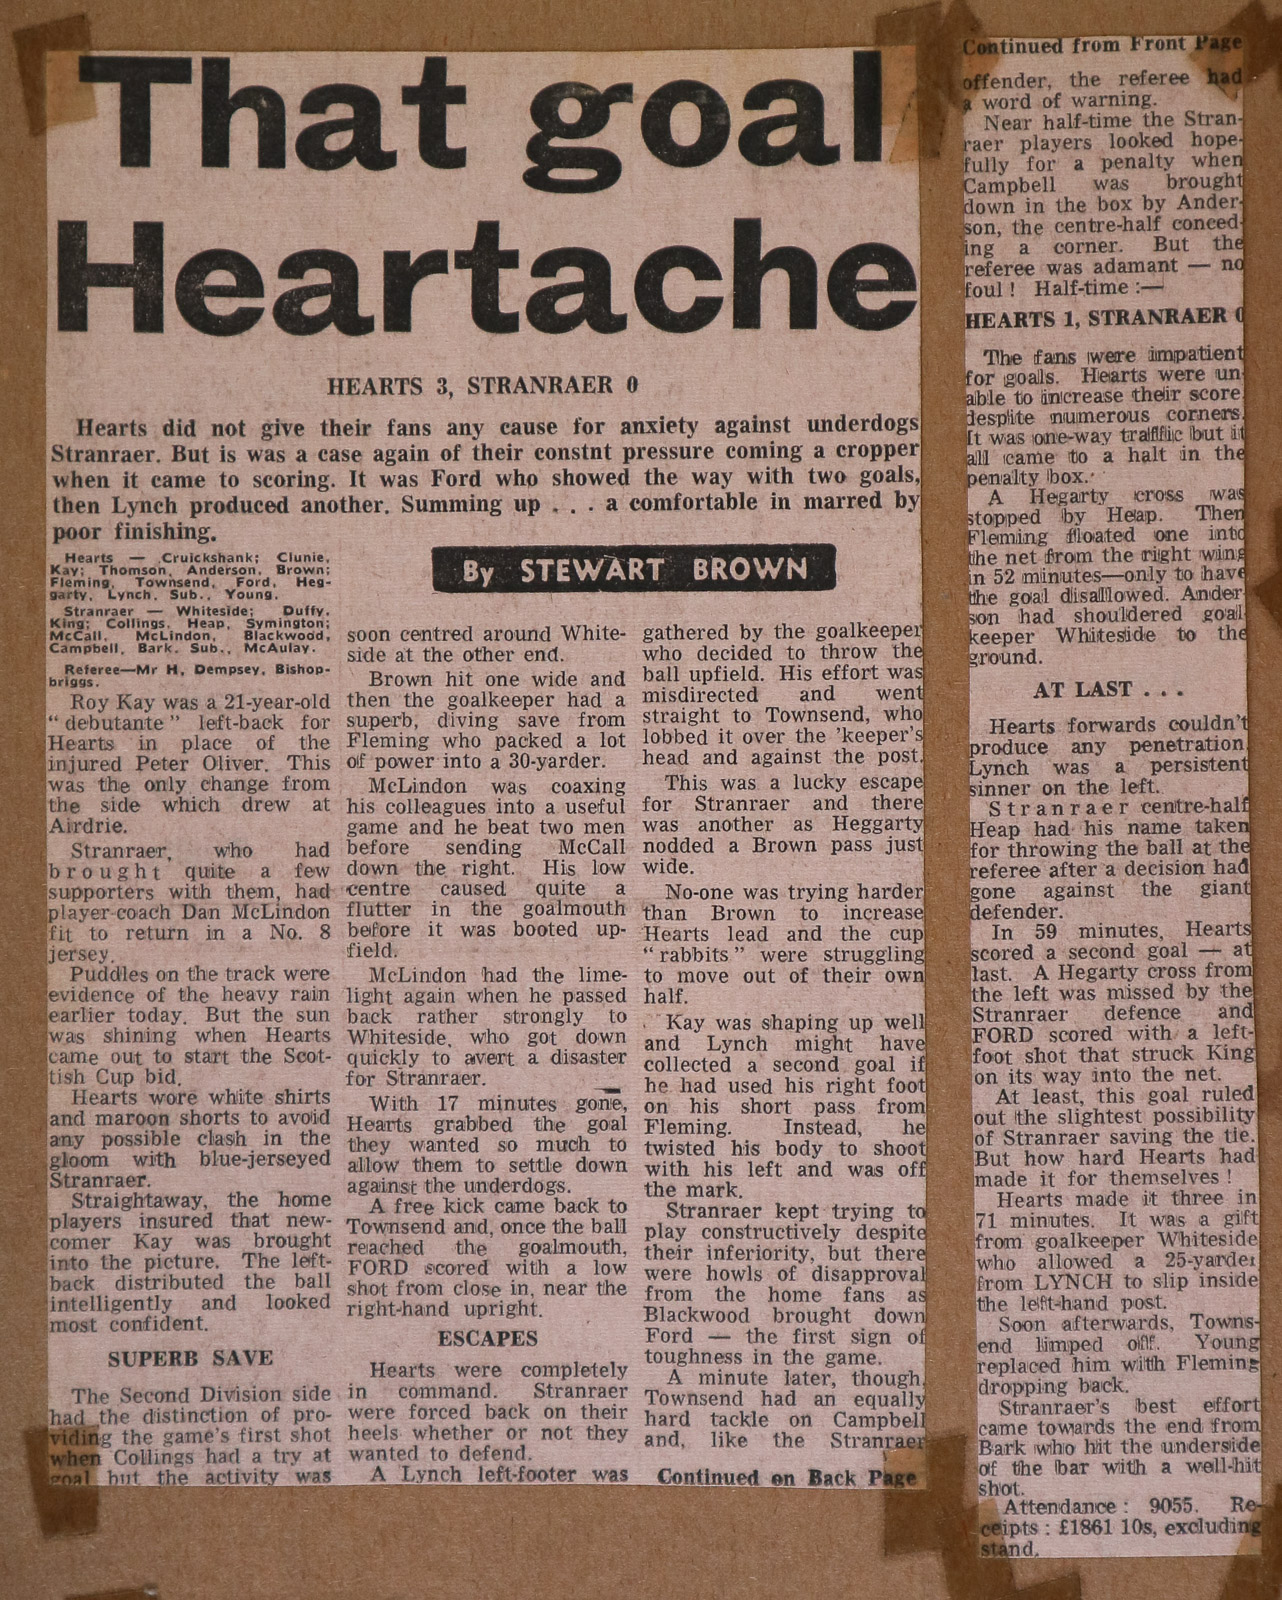 That goal
Heartache
HEARTS 3, STRANRAER 0
Hearts did not give their fans any cause for anxiety against underdogs
Stranraer. But is was a case again of their constnt pressure coming a cropper
when it came to scoring. It was Ford who showed the way with two goals,
then Lynch produced another. Summing up . . . a comfortable in marred by
poor finishing.
By STEWART BROWN
Hearts — Cruickshank; Clunie,
Kay; Thomson, Anderson, Brown;
Fleming, Townsend, Ford, Heg-
garty, Lynch. Sub., Young.
Stranraer — Whiteside; Duffy,
King; Collings, Heap, Symington;
McCall, McLindon, Blackwood,
Campbell, Bark. Sub., McAulay.
Referee—Mr H, Dempsey, Bishop-
briggs.
Roy Kay was a 21-year-old
“debutante” left-back for
Hearts in place of the
injured Peter Oliver. This
was the only change from
the side which drew at
Airdrie.
Stranraer, who had
brought quite a few
supporters with them, had
player-coach Dan McLindon
fit to return in a No. 8
jersey.
Puddles on the track were
evidence of the heavy rain
earlier today. But the sun
was shining when Hearts
came out to start the Scot-
tish Cup bid.
Hearts wore white shirts
and maroon shorts to avoid
any possible clash in the
gloom with blue-jerseyed
Stranraer.
Straightaway, the home
players insured that new-
comer Kay was brought
into the picture. The left-
back distributed the ball
intelligently and looked
most confident.
SUPERB SAVE
The Second Division side
had the distinction of pro-
viding the game's first shot
when Collings had a try at
goal but the activity was
soon centred around White-
side at the other end.
Brown hit one wide and
then the goalkeeper had a
superb, diving save from
Fleming who packed a lot
of power into a 30-yarder.
McLindon was coaxing
his colleagues into a useful
game and he beat two men
before sending McCall
down the right. His low
centre caused quite a
flutter in the goalmouth
before it was booted up-
field.
McLindon had the lime-
light again when he passed
back rather strongly to
Whiteside, who got down
quickly to avert a disaster
for Stranraer.
With 17 minutes gone,
Hearts grabbed the goal
they wanted so much to
allow them to settle down
against the underdogs.
A free kick came back to
Townsend and, once the ball
reached the goalmouth,
FORD scored with a low
shot from close in, near the
right-hand upright.
ESCAPES
Hearts were completely
in command. Stranraer
were forced back on their
heels whether or not they
wanted to defend.
A Lynch left-footer was
gathered by the goalkeeper
who decided to throw the
ball upfield. His effort was
misdirected and went
straight to Townsend, who
lobbed it over the 'keeper's
head and against the post.
This was a lucky escape
for Stranraer and there
was another as Heggarty
nodded a Brown pass just
wide.
No-one was trying harder
than Brown to increase
Hearts lead and the cup
“rabbits” were struggling
to move out of their own
half.
Kay was shaping up well
and Lynch might have
collected a second goal if
he had used his right foot
on his short pass from
Fleming. Instead, he
twisted his body to shoot
with his left and was off
the mark.
Stranraer kept trying to
play constructively despite
their inferiority, but there
were howls of disapproval
from the home fans as
Blackwood brought down
Ford — the first sign of
toughness in the game.
A minute later, though,
Townsend had an equally
hard tackle on Campbell
and, like the Stranraer
Continued on Back Page
Continued from Front Page
offender, the referee had
a word of warning.
Near half-time the Stran-
raer players looked hope-
fully for a penalty when
Campbell was brought
down in the box by Ander-
son, the centre-half conced-
ing a corner. But the
referee was adamant — no
foul! Half-time :—
HEARTS 1, STRANRAER 0
The fans were impatient
for goals. Hearts were un-
able to increase their score
despite numerous corners.
It was one-way traffic but it
all came to a halt in the
penalty box.
A Hegarty cross was
stopped by Heap. Then
Fleming floated one into
the net from the right wing
in 52 minutes—only to have
the goal disallowed. Ander-
son had shouldered goal-
keeper Whiteside to the
ground.
AT LAST . . .
Hearts forwards couldn't
produce any penetration.
Lynch was a persistent
sinner on the left.
Stranraer centre-half
Heap had his name taken
for throwing the ball at the
referee after a decision had
gone against the giant
defender.
In 59 minutes, Hearts
scored a second goal — at
last. A Hegarty cross from
the left was missed by the
Stranraer defence and
FORD scored with a left-
foot shot that struck King
on its way into the net.
At least, this goal ruled
out the slightest possibility
of Stranraer saving the tie.
But how hard Hearts had
made it for themselves!
Hearts made it three in
71 minutes. It was a gift
from goalkeeper Whiteside
who allowed a 25-yarder
from LYNCH to slip inside
the left-hand post.
Soon afterwards, Towns-
end limped off. Young
replaced him with Fleming
dropping back.
Stranraer's best effort
came towards the end from
Bark who hit the underside
of the bar with a well-hit
shot.
Attendance: 9055. Re-
ceipts: £1861 10s, excluding
stand.